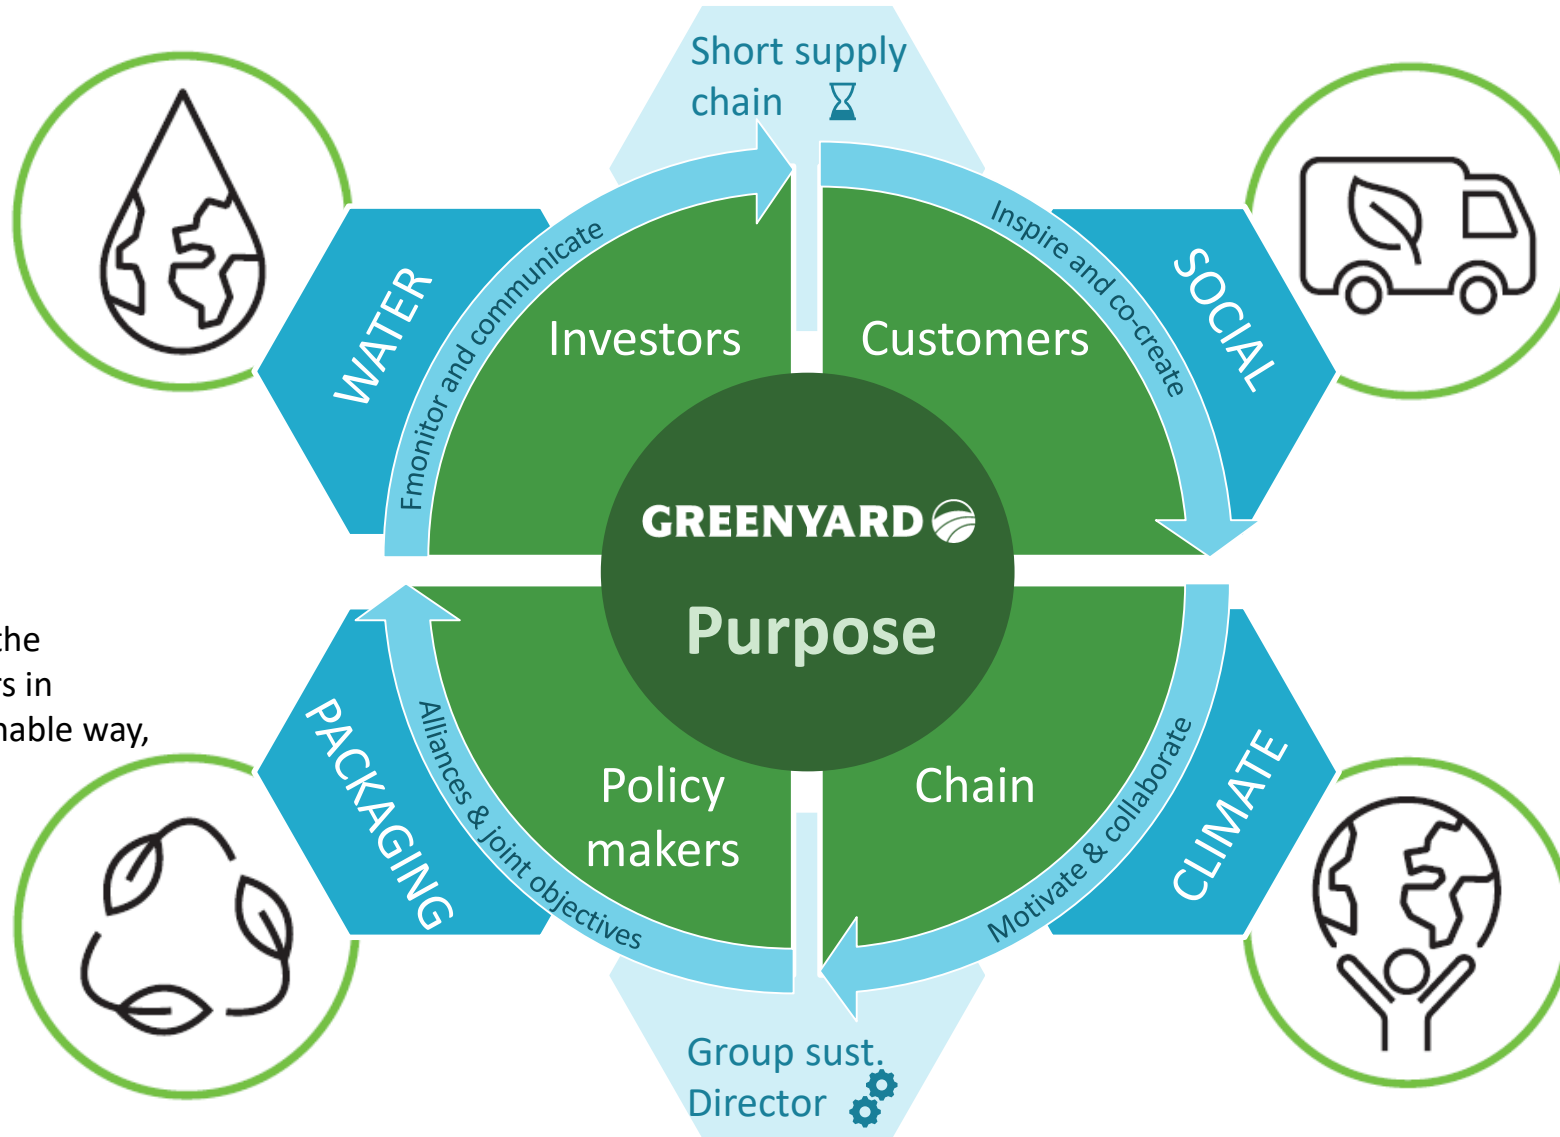 Short supply
chain
Fmonitor and communicate
Inspire and co-create
WATER
SOCIAL
Investors
Customers
GREENYARD
Purpose
the
rs in
nable way,
PACKAGING
CLIMATE
Policy
makers
Chain
Alliances & joint objectives
Motivate & collaborate
Group sust.
Director